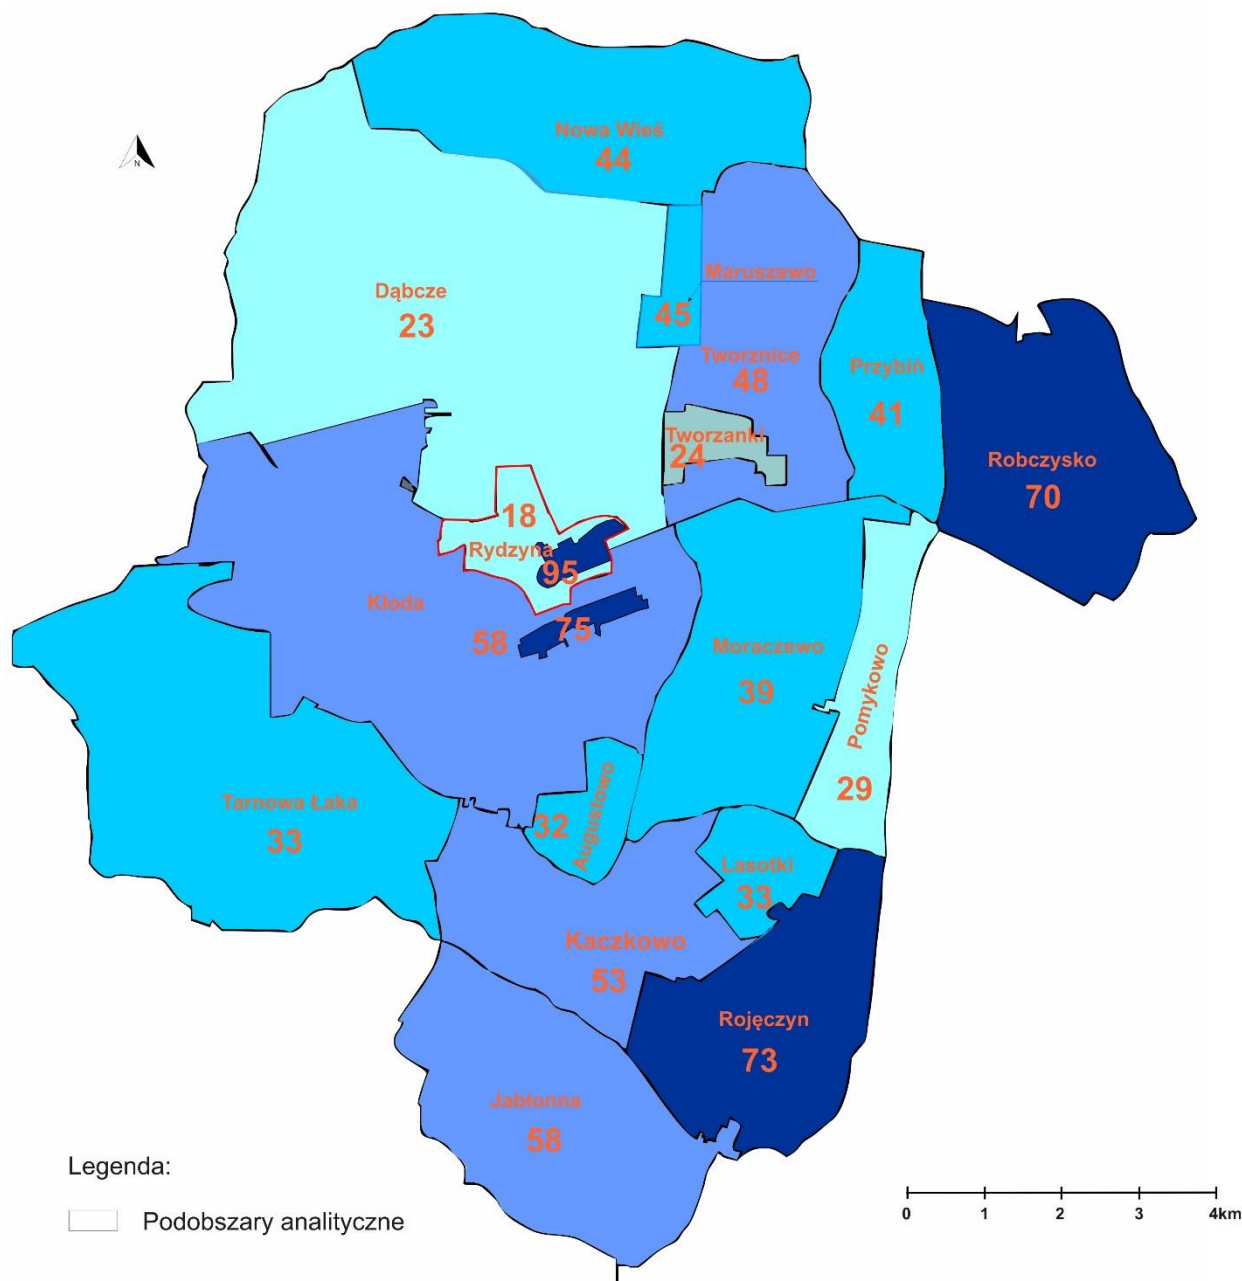 N
Nowa Wieś
44
Maruszewo
45
Dąbcze
23
Tworznice
48
Przybiń
41
Tworzanki
24
Robczysko
70
18
Rydzyna
95
Kłoda
58
75
Moraczewo
39
Pomykowo
29
Tarnowa Łaka
33
32
Augustowo
Lasotki
33
Kaczkowo
53
Rojęczyn
73
Jabłonna
58
Legenda:
Podobszary analityczne
0 1 2 3 4km